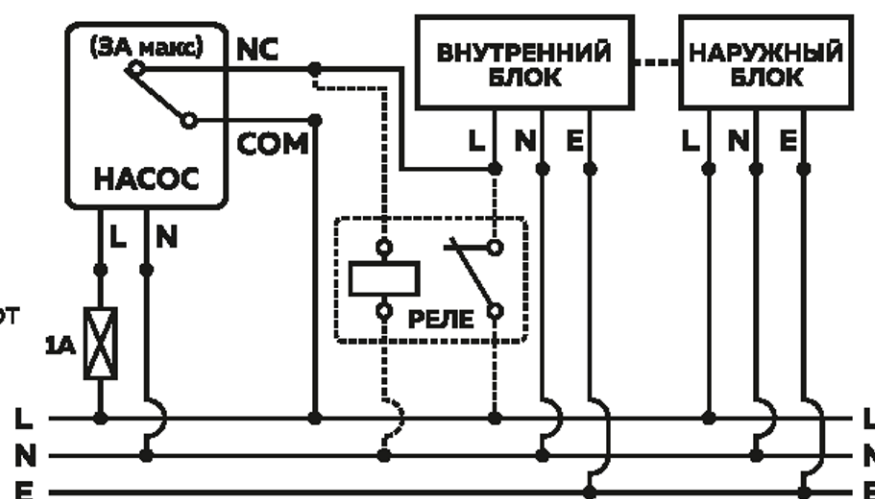 (3А макс)
NC
COM
НАСОС
L N
ВНУТРЕННИЙ
БЛОК
НАРУЖНЫЙ
БЛОК
L N E
L N E
РЕЛЕ
1А
L
N
E
L
N
E